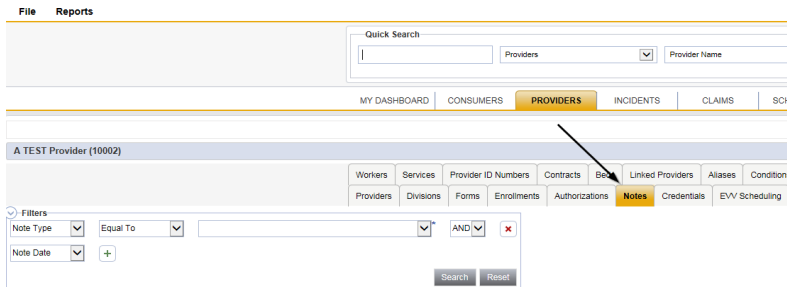 File Reports
Quick Search
Providers Provider Name
MY DASHBOARD CONSUMERS PROVIDERS INCIDENTS CLAIMS SCH
A TEST Provider (10002)
Workers Services Provider ID Numbers Contracts Linked Providers Aliases Condition
Providers Divisions Forms Enrollments Authorizations Notes Credentials EVV Scheduling
Filters
Note Type Equal To * AND
Note Date
Search Reset